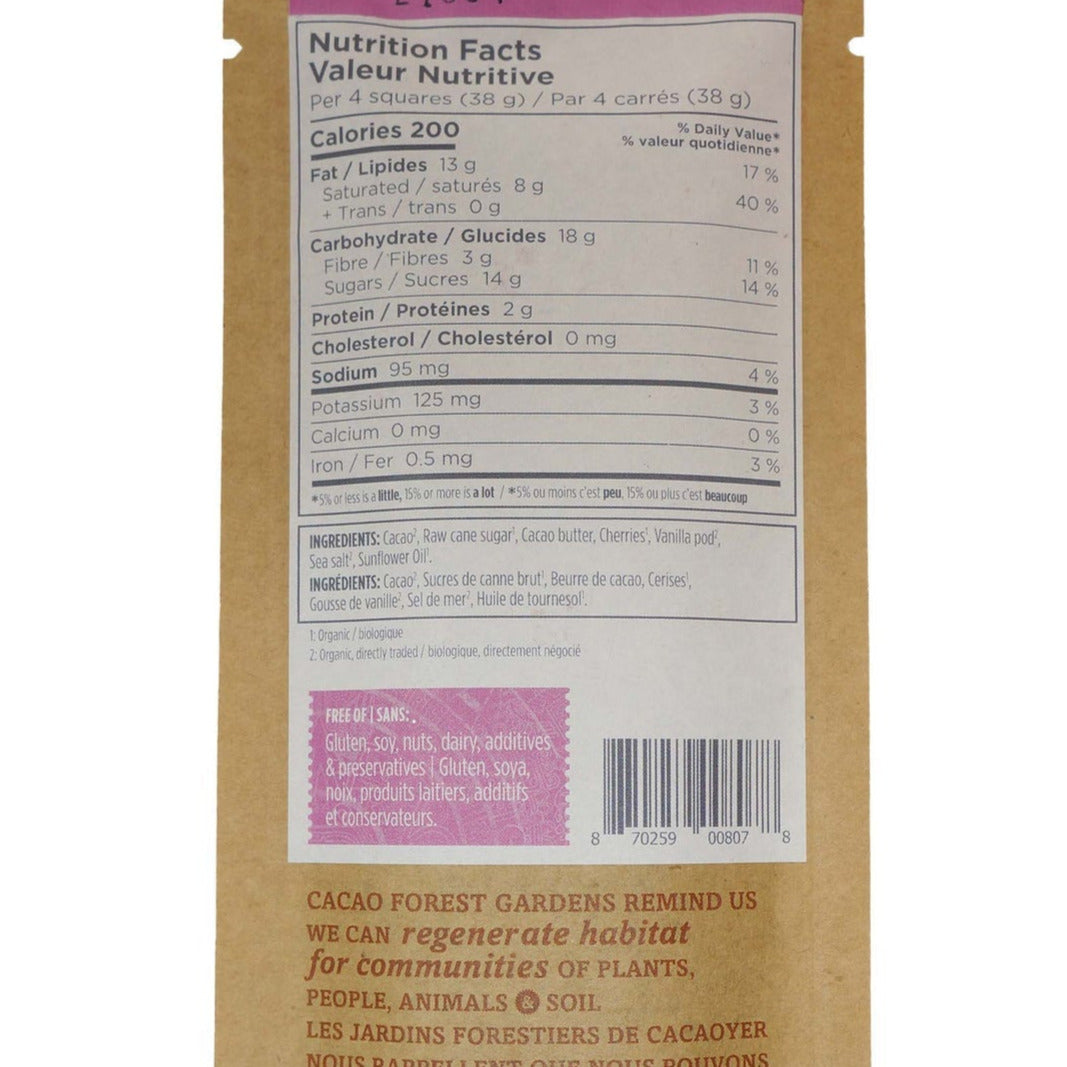 Nutrition Facts
Valeur Nutritive
Per 4 squares (38 g) / Par 4 carrés (38 g)
Calories 200
% Daily Value*
% valeur quotidienne*
Fat / Lipides 13 g 17 %
Saturated / saturés 8 g
+ Trans / trans 0 g 40 %
Carbohydrate / Glucides 18 g
Fibre / Fibres 3 g 11 %
Sugars / Sucres 14 g 14 %
Protein / Protéines 2 g
Cholesterol / Cholestérol 0 mg
Sodium 95 mg 4 %
Potassium 125 mg 3 %
Calcium 0 mg 0 %
Iron / Fer 0.5 mg 3 %
*5% or less is a little, 15% or more is a lot / *5% ou moins c'est peu, 15% ou plus c'est beaucoup
INGREDIENTS: Cacao², Raw cane sugar¹, Cacao butter, Cherries¹, Vanilla pod²,
Sea salt², Sunflower Oil¹.
INGRÉDIENTS: Cacao², Sucres de canne brut¹, Beurre de cacao, Cerises¹,
Gousse de vanille², Sel de mer², Huile de tournesol¹.
1: Organic / biologique
2: Organic, directly traded / biologique, directement négocié
FREE OF | SANS:
Gluten, soy, nuts, dairy, additives
& preservatives | Gluten, soya,
noix, produits laitiers, additifs
et conservateurs.
8 70259 00807 8
CACAO FOREST GARDENS REMIND US
WE CAN regenerate habitat
for communities OF PLANTS,
PEOPLE, ANIMALS & SOIL
LES JARDINS FORESTIERS DE CACAOYER
NOUS RAPPELLENT QUE NOUS POUVONS